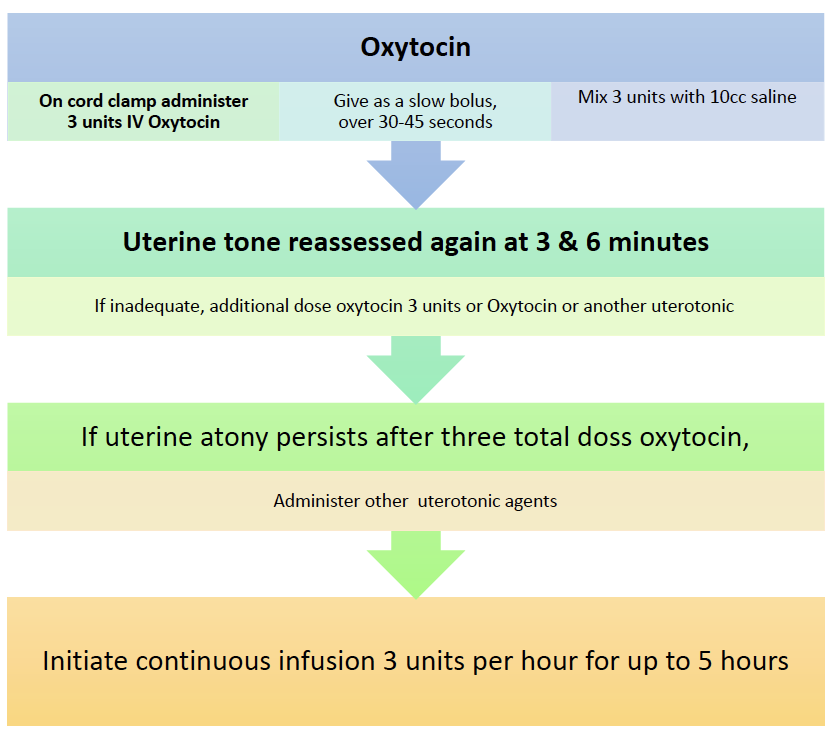 Oxytocin
On cord clamp administer
3 units IV Oxytocin
Give as a slow bolus,
over 30-45 seconds
Mix 3 units with 10cc saline
Uterine tone reassessed again at 3 & 6 minutes
If inadequate, additional dose oxytocin 3 units or Oxytocin or another uterotonic
If uterine atony persists after three total doss oxytocin,
Administer other  uterotonic agents
Initiate continuous infusion 3 units per hour for up to 5 hours